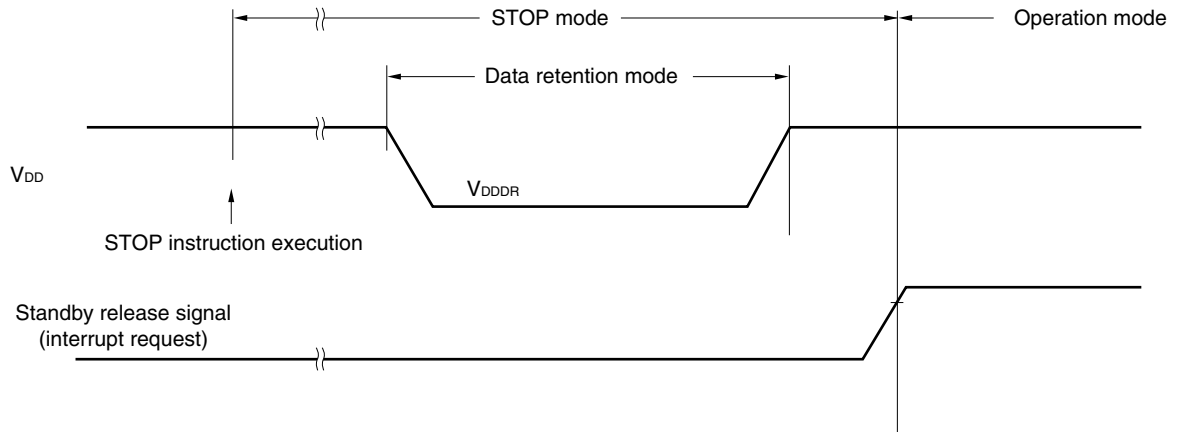 STOP mode
Operation mode
Data retention mode
VDD
VDDDR
STOP instruction execution
Standby release signal
(interrupt request)